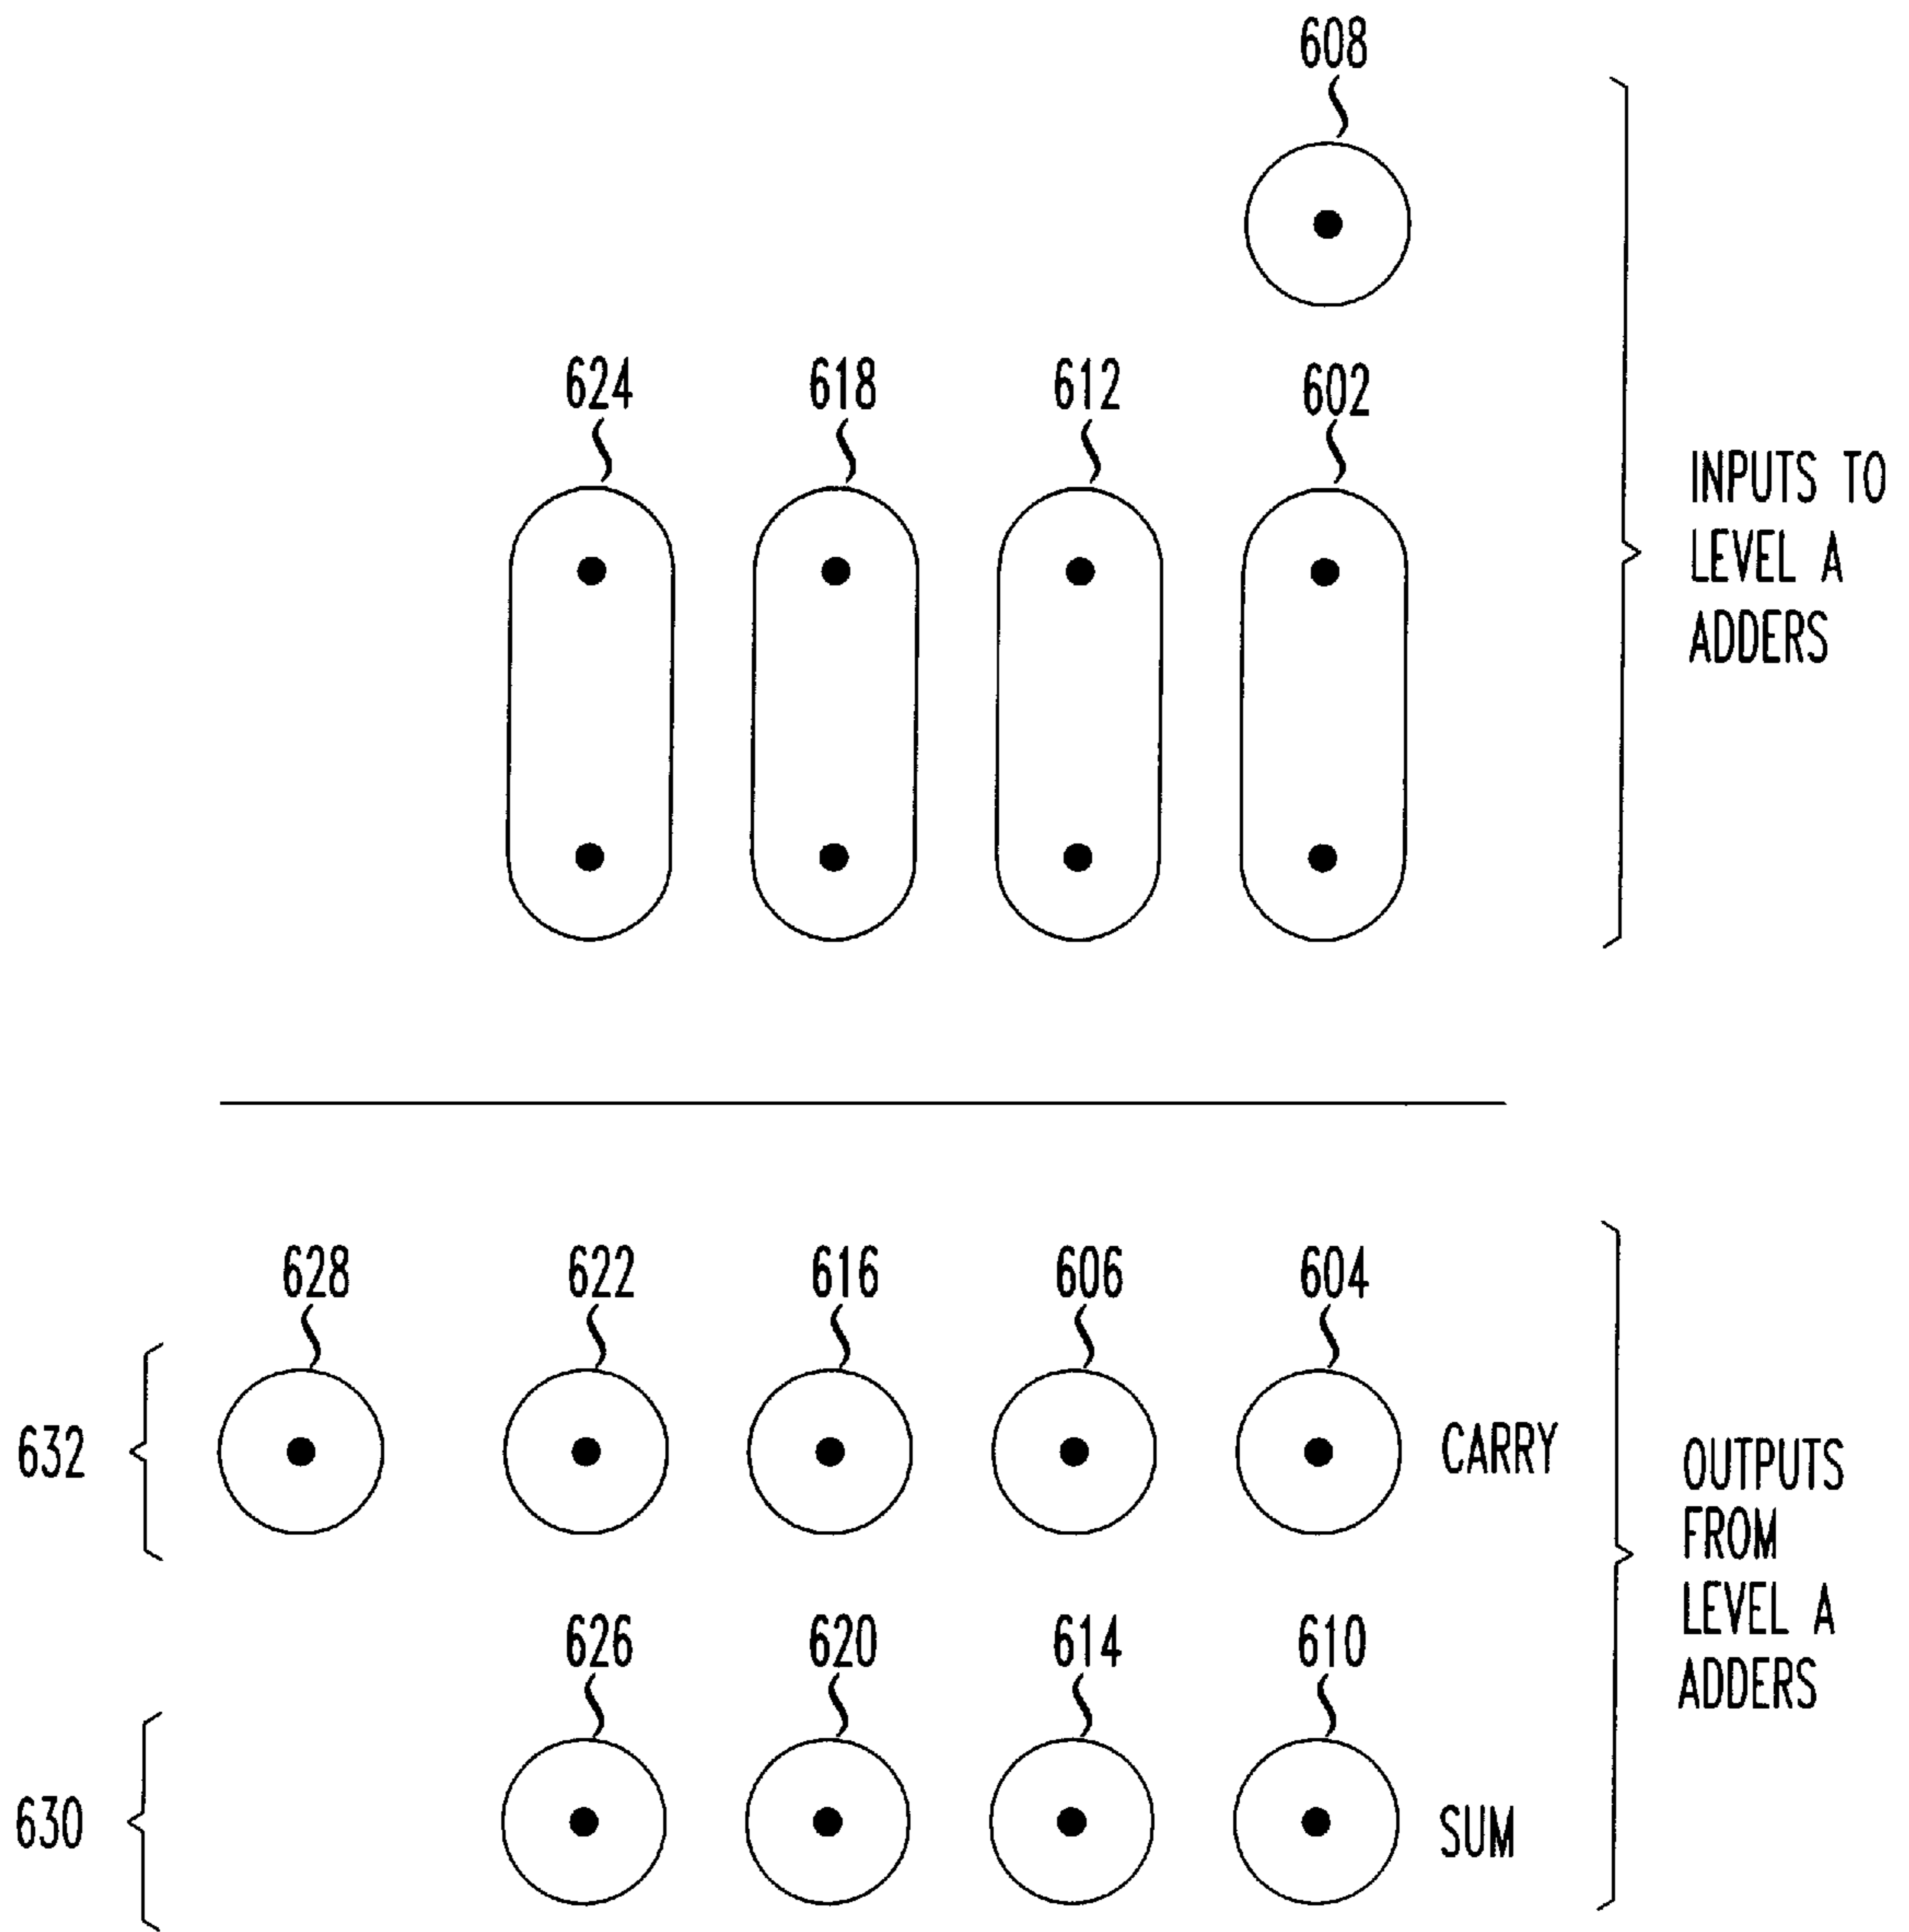 608
624 618 612 602
INPUTS TO
LEVEL A
ADDERS
628 622 616 606 604
632
CARRY
OUTPUTS
FROM
LEVEL A
ADDERS
626 620 614 610
630
SUM